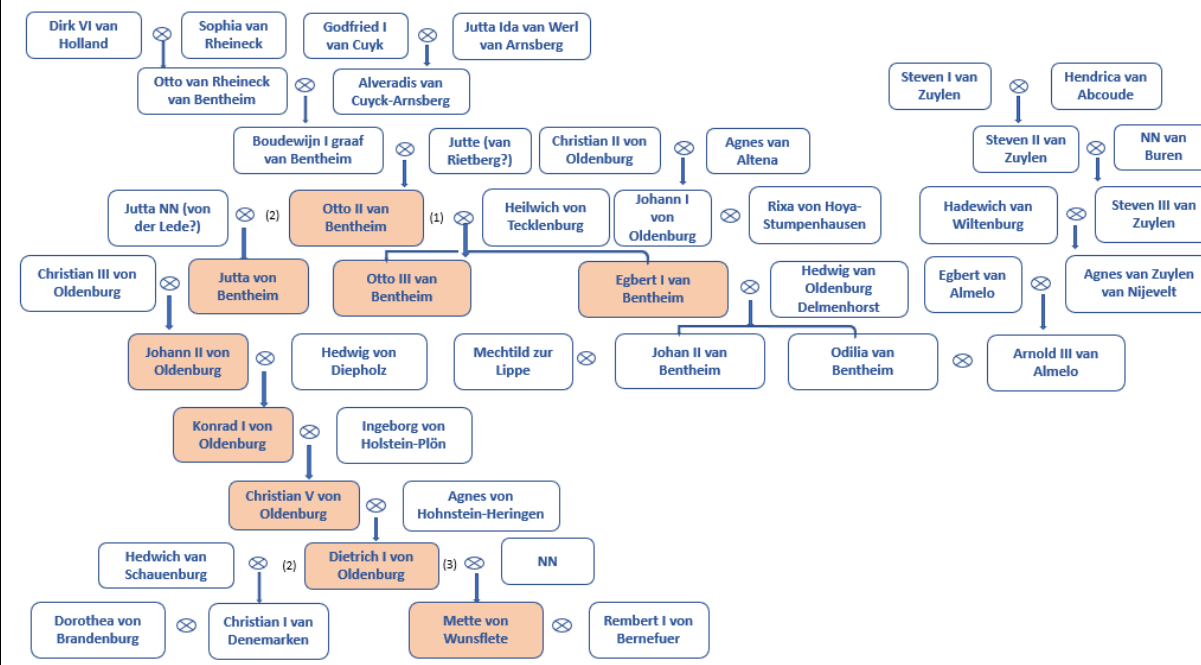 Dirk VI van
Holland
Sophia van
Rheineck
Godfried I
van Cuyk
Jutta Ida van Werl
van Arnsberg
Otto van Rheineck
van Bentheim
Alveradis van
Cuyck-Arnsberg
Steven I van
Zuylen
Hendrica van
Abcoude
Boudewijn I graaf
van Bentheim
Jutte (van
Rietberg?)
Christian II von
Oldenburg
Agnes van
Altena
Steven II van
Zuylen
NN van
Buren
Jutta NN (von
der Lede?)
(2)
Otto II van
Bentheim
(1)
Heilwich von
Tecklenburg
Johann I
von
Oldenburg
Rixa von Hoya-
Stumpenhausen
Hadewich van
Wiltenburg
Steven III van
Zuylen
Christian III von
Oldenburg
Jutta von
Bentheim
Otto III van
Bentheim
Egbert I van
Bentheim
Hedwig van
Oldenburg
Delmenhorst
Egbert van
Almelo
Agnes van Zuylen
van Nijevelt
Johann II von
Oldenburg
Hedwig von
Diepholz
Mechtild zur
Lippe
Johan II van
Bentheim
Odilia van
Bentheim
Arnold III van
Almelo
Konrad I von
Oldenburg
Ingeborg von
Holstein-Plön
Christian V von
Oldenburg
Agnes von
Hohnstein-Heringen
Hedwich van
Schauenburg
(2)
Dietrich I von
Oldenburg
(3)
NN
Dorothea von
Brandenburg
Christian I van
Denemarken
Mette von
Wunsflete
Rembert I von
Bernefuer